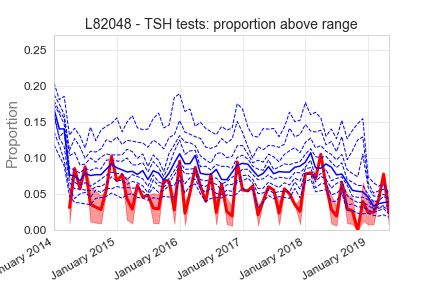 L82048 - TSH tests: proportion above range
Proportion
0.25
0.20
0.15
0.10
0.05
0.00
nuary 2014
January 2015
January 2016
January 2017
January 2018
January 2019